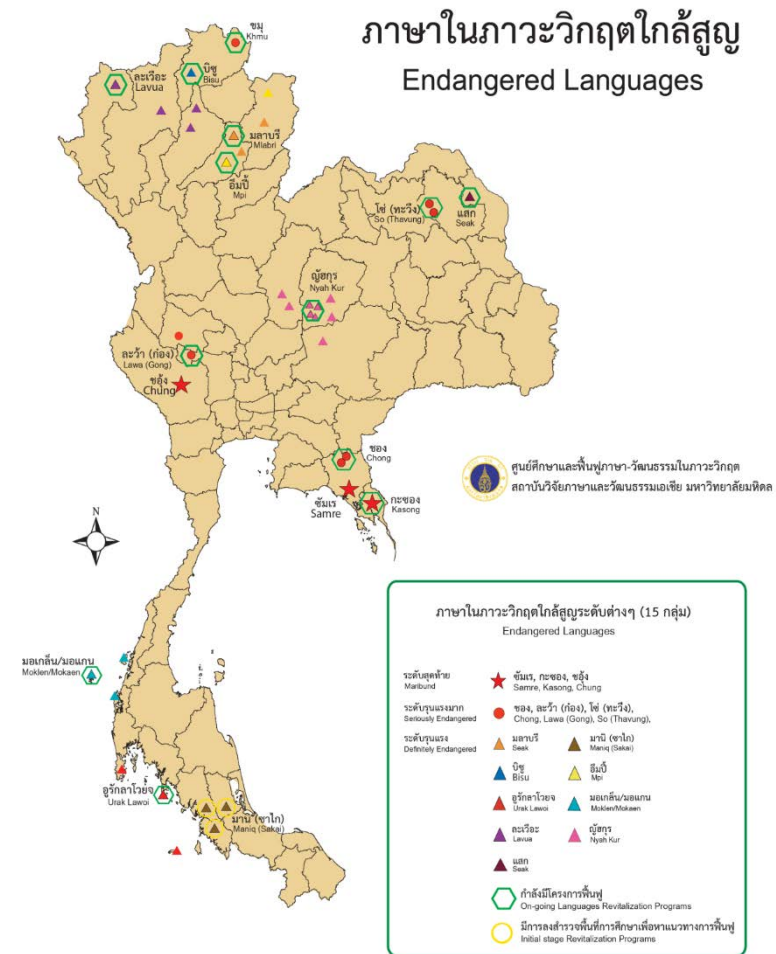 ภาษาในภาวะวิกฤตใกล้สูญ
Endangered Languages
ขมุ
Khmu
ละเวือะ
Lavua
บิซู
Bisu
มลาบรี
Mlabri
อึมปี้
Mpi
โซ่ (ทะวืง)
So (Thavung)
แสก
Seak
ญัฮกุร
Nyah Kur
ละว้า (ก๋อง)
Lawa (Gong)
ชอุ้ง
Chung
ชอง
Chong
ซัมเร
Samre
กะซอง
Kasong
ศูนย์ศึกษาและฟื้นฟูภาษา-วัฒนธรรมในภาวะวิกฤต
สถาบันวิจัยภาษาและวัฒนธรรมเอเชีย มหาวิทยาลัยมหิดล
N
มอเกล็น/มอแกน
Moklen/Mokaen
อูรักลาโวยจ
Urak Lawoi
มานิ (ซาไก)
Maniq (Sakai)
ภาษาในภาวะวิกฤตใกล้สูญระดับต่างๆ (15 กลุ่ม)
Endangered Languages
ระดับสุดท้าย
Maribund
ซัมเร, กะซอง, ชอุ้ง
Samre, Kasong, Chung
ระดับรุนแรงมาก
Seriously Endangered
ชอง, ละว้า (ก๋อง), โซ่ (ทะวืง),
Chong, Lawa (Gong), So (Thavung),
ระดับรุนแรง
Definitely Endangered
มลาบรี
Seak
มานิ (ซาไก)
Maniq (Sakai)
บิซู
Bisu
อึมปี้
Mpi
อูรักลาโวยจ
Urak Lawoi
มอเกล็น/มอแกน
Moklen/Mokaen
ละเวือะ
Lavua
ญัฮกุร
Nyah Kur
แสก
Seak
กำลังมีโครงการฟื้นฟู
On-going Languages Revitalization Programs
มีการลงสำรวจพื้นที่การศึกษาเพื่อหาแนวทางการฟื้นฟู
Initial stage Revitalization Programs